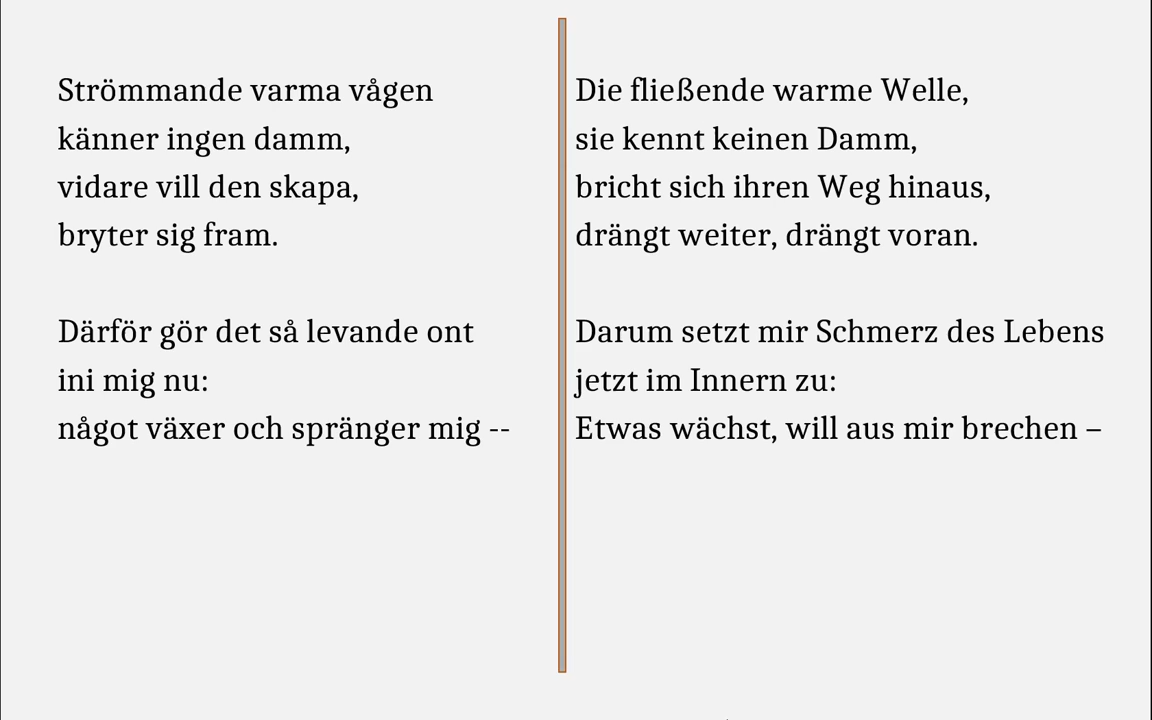 Strömmande varma vågen
känner ingen damm,
vidare vill den skapa,
bryter sig fram.
Därför gör det så levande ont
ini mig nu:
något växer och spränger mig --
Die fließende warme Welle,
sie kennt keinen Damm,
bricht sich ihren Weg hinaus,
drängt weiter, drängt voran.
Darum setzt mir Schmerz des Lebens
jetzt im Innern zu:
Etwas wächst, will aus mir brechen –